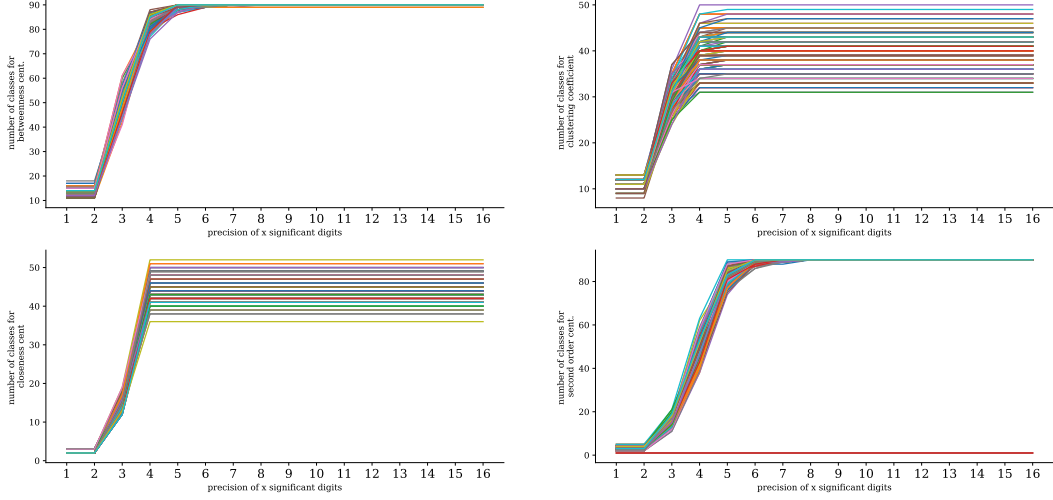 90
80
70
60
50
40
30
20
10
number of classes for
betweenness cent.
1 2 3 4 5 6 7 8 9 10 11 12 13 14 15 16
precision of x significant digits
50
40
30
20
10
number of classes for
clustering coefficient
1 2 3 4 5 6 7 8 9 10 11 12 13 14 15 16
precision of x significant digits
50
40
30
20
10
0
number of classes for
closeness cent
1 2 3 4 5 6 7 8 9 10 11 12 13 14 15 16
precision of x significant digits
80
60
40
20
0
number of classes for
second order cent.
1 2 3 4 5 6 7 8 9 10 11 12 13 14 15 16
precision of x significant digits